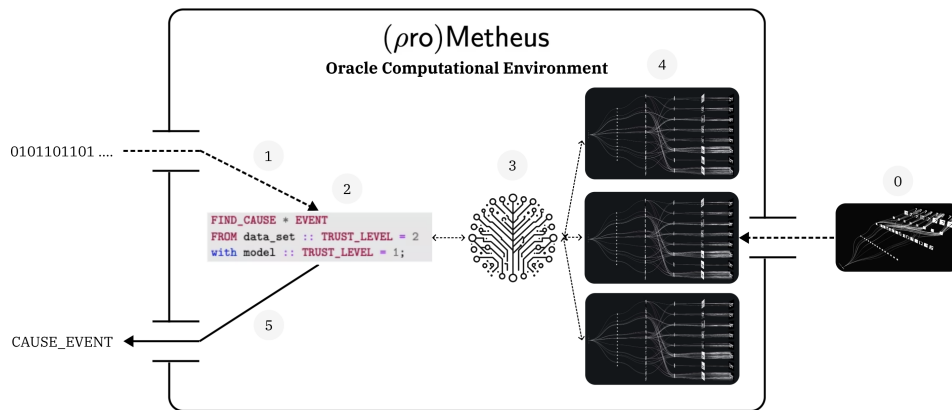 (ρro)Metheus
Oracle Computational Environment
4
0101101101 ....
1
3
0
2
FIND_CAUSE * EVENT
FROM data_set :: TRUST_LEVEL = 2
with model :: TRUST_LEVEL = 1;
5
CAUSE_EVENT